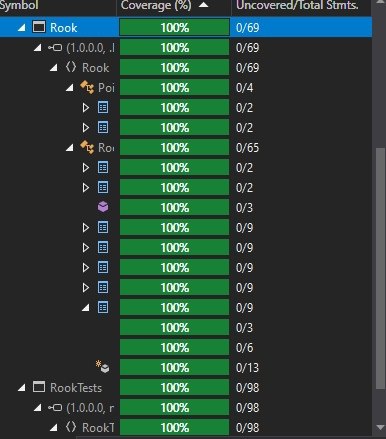 Symbol Coverage (%) Uncovered/Total Stmts.
Rook 100% 0/69
(1.0.0.0, .I 100% 0/69
Rook 100% 0/69
Poi 100% 0/4
100% 0/2
100% 0/2
Roo 100% 0/65
100% 0/2
100% 0/2
100% 0/3
100% 0/9
100% 0/9
100% 0/9
100% 0/9
100% 0/9
100% 0/3
100% 0/6
100% 0/13
RookTests 100% 0/98
(1.0.0.0, r 100% 0/98
RookT 100% 0/98